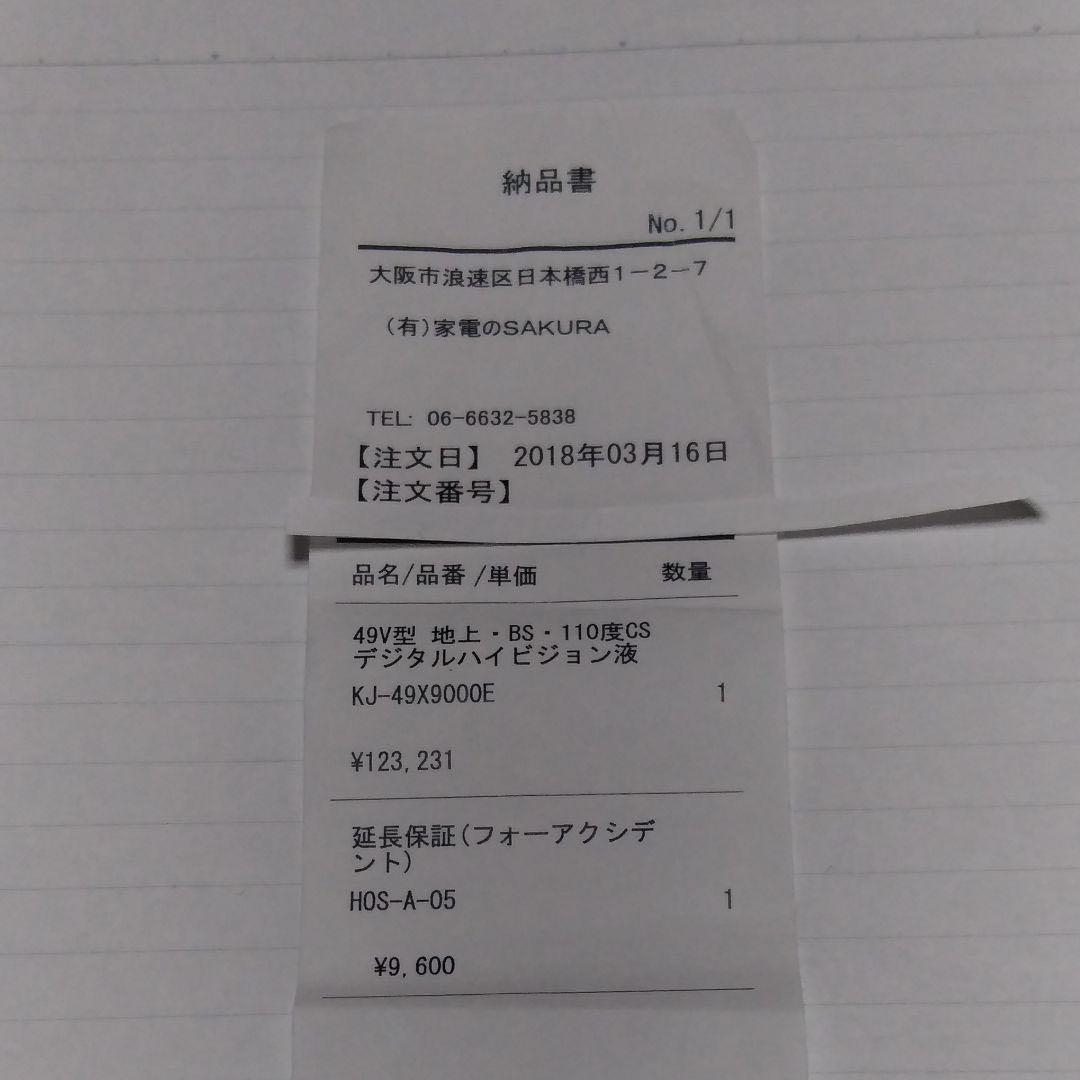 納品書
No. 1/1
大阪市浪速区日本橋西1－2－7
（有）家電のSAKURA
TEL: 06-6632-5838
【注文日】 2018年03月16日
【注文番号】
品名/品番 /単価 数量
49V型 地上・BS・110度CS
デジタルハイビジョン液
KJ-49X9000E 1
¥123,231
延長保証(フォーアクシデ
ント)
HOS-A-05 1
¥9,600